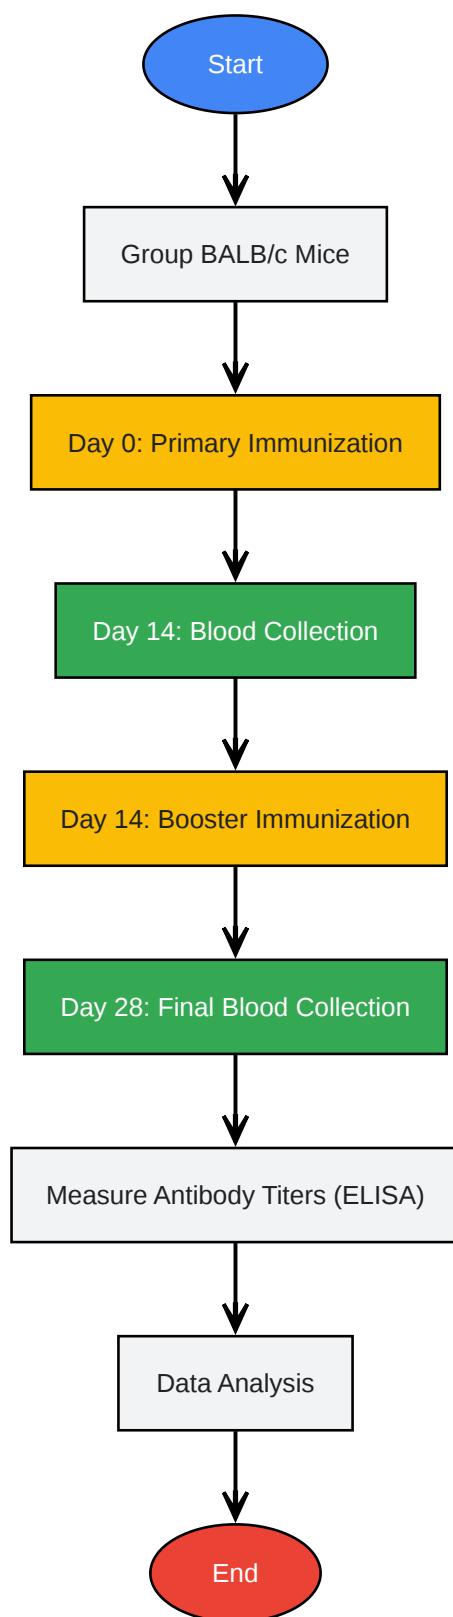 Start
Group BALB/c Mice
Day 0: Primary Immunization
Day 14: Blood Collection
Day 14: Booster Immunization
Day 28: Final Blood Collection
Measure Antibody Titers (ELISA)
Data Analysis
End